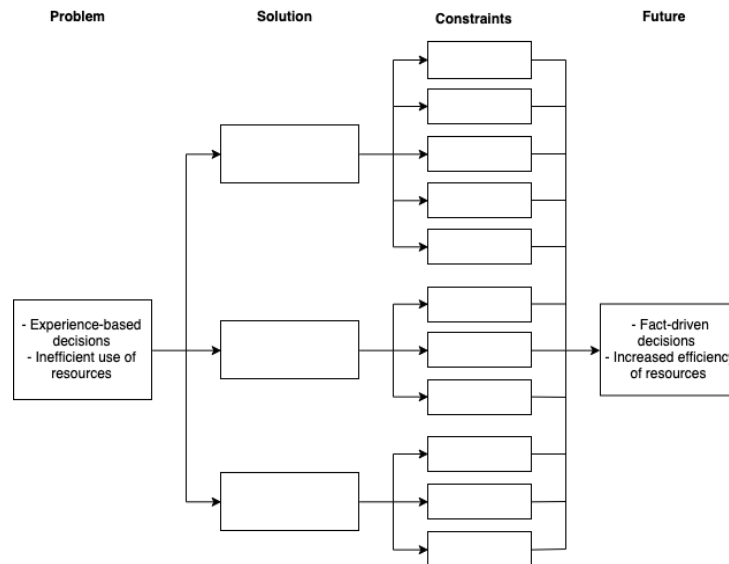 Problem
Solution
Constraints
Future
- Experience-based
decisions
- Inefficient use of
resources
- Fact-driven
decisions
- Increased efficiency
of resources